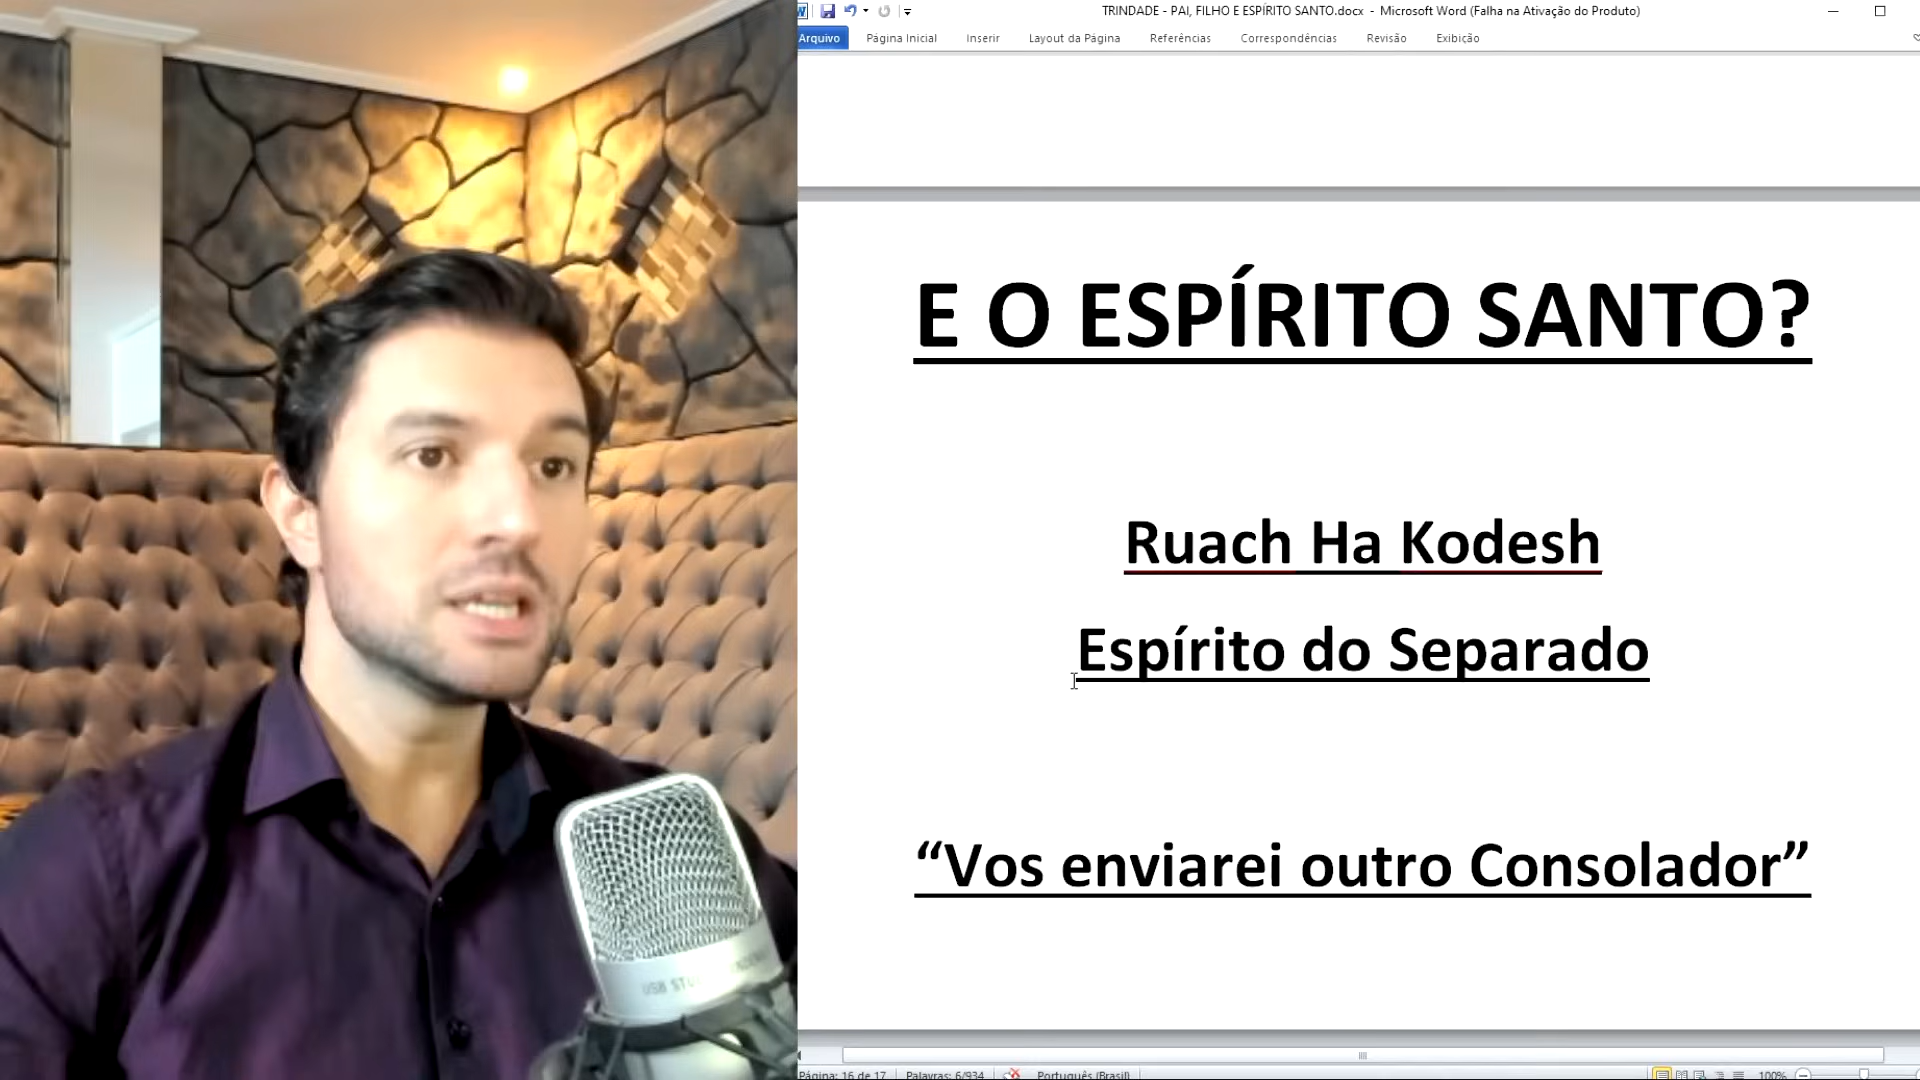 TRINDADE - PAI, FILHO E ESPÍRITO SANTO.docx - Microsoft Word (Falha na Ativação do Produto)
Arquivo Página Inicial Inserir Layout da Página Referências Correspondências Revisão Exibição
E O ESPÍRITO SANTO?
Ruach Ha Kodesh
Espírito do Separado
“Vos enviarei outro Consolador”
USB
Página: 16 de 17 Palavras: 6/934 Português (Brasil) 100%